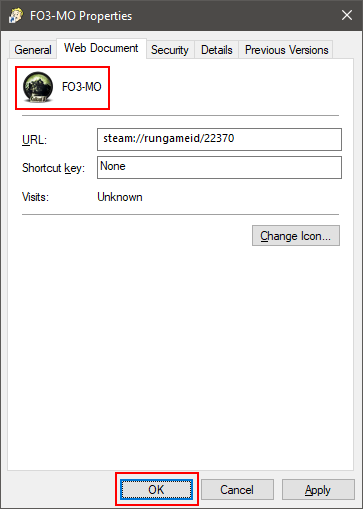 FO3-MO Properties
General Web Document Security Details Previous Versions
FO3-MO
URL: steam://rungameid/22370
Shortcut key: None
Visits: Unknown
Change Icon...
OK Cancel Apply